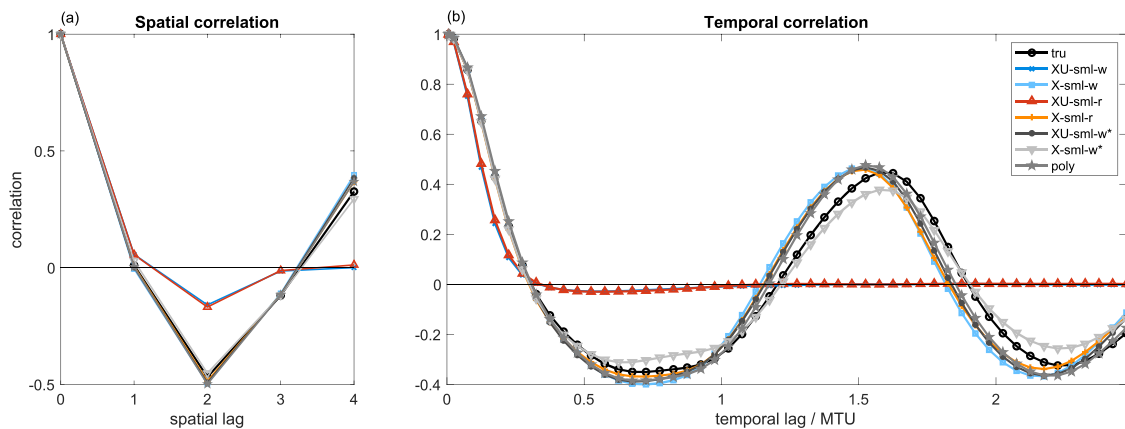 (a)
Spatial correlation
1
0.5
0
-0.5
0
1
2
3
4
spatial lag
correlation
(b)
Temporal correlation
1
0.8
0.6
0.4
0.2
0
-0.2
-0.4
0
0.5
1
1.5
2
temporal lag / MTU
tru
XU-sml-w
X-sml-w
XU-sml-r
X-sml-r
XU-sml-w*
X-sml-w*
poly